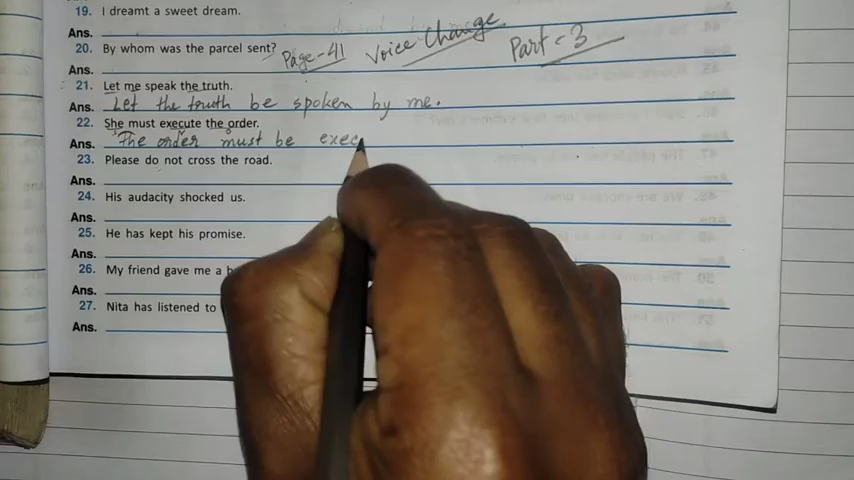 19. I dreamt a sweet dream.
Ans.
20. By whom was the parcel sent? Page-41 Voice Change Part-3
Ans.
21. Let me speak the truth.
Ans. Let the truth be spoken by me.
22. She must execute the order.
Ans. The order must be exec
23. Please do not cross the road.
Ans.
24. His audacity shocked us.
Ans.
25. He has kept his promise.
Ans.
26. My friend gave me a
Ans.
27. Nita has listened to
Ans.